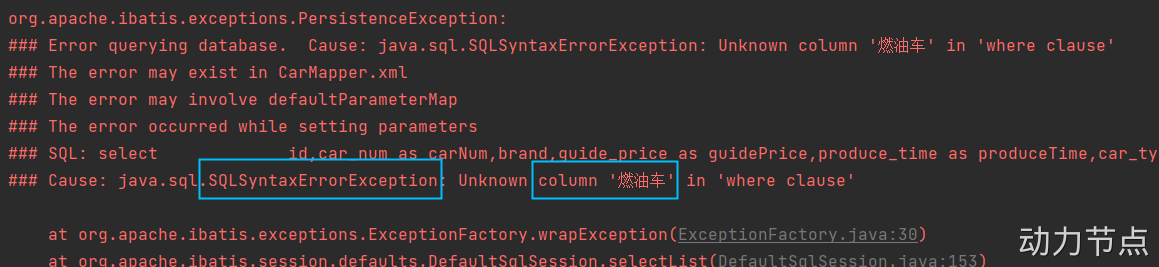 org.apache.ibatis.exceptions.PersistenceException:
### Error querying database.  Cause: java.sql.SQLSyntaxErrorException: Unknown column '燃油车' in 'where clause'
### The error may exist in CarMapper.xml
### The error may involve defaultParameterMap
### The error occurred while setting parameters
### SQL: select             id,car_num as carNum,brand,guide_price as guidePrice,produce_time as produceTime,car_ty
### Cause: java.sql.SQLSyntaxErrorException: Unknown column '燃油车' in 'where clause'
at org.apache.ibatis.exceptions.ExceptionFactory.wrapException(ExceptionFactory.java:30)
at org.apache.ibatis.session.defaults.DefaultSqlSession.selectList(DefaultSqlSession.java:153)
动力节点